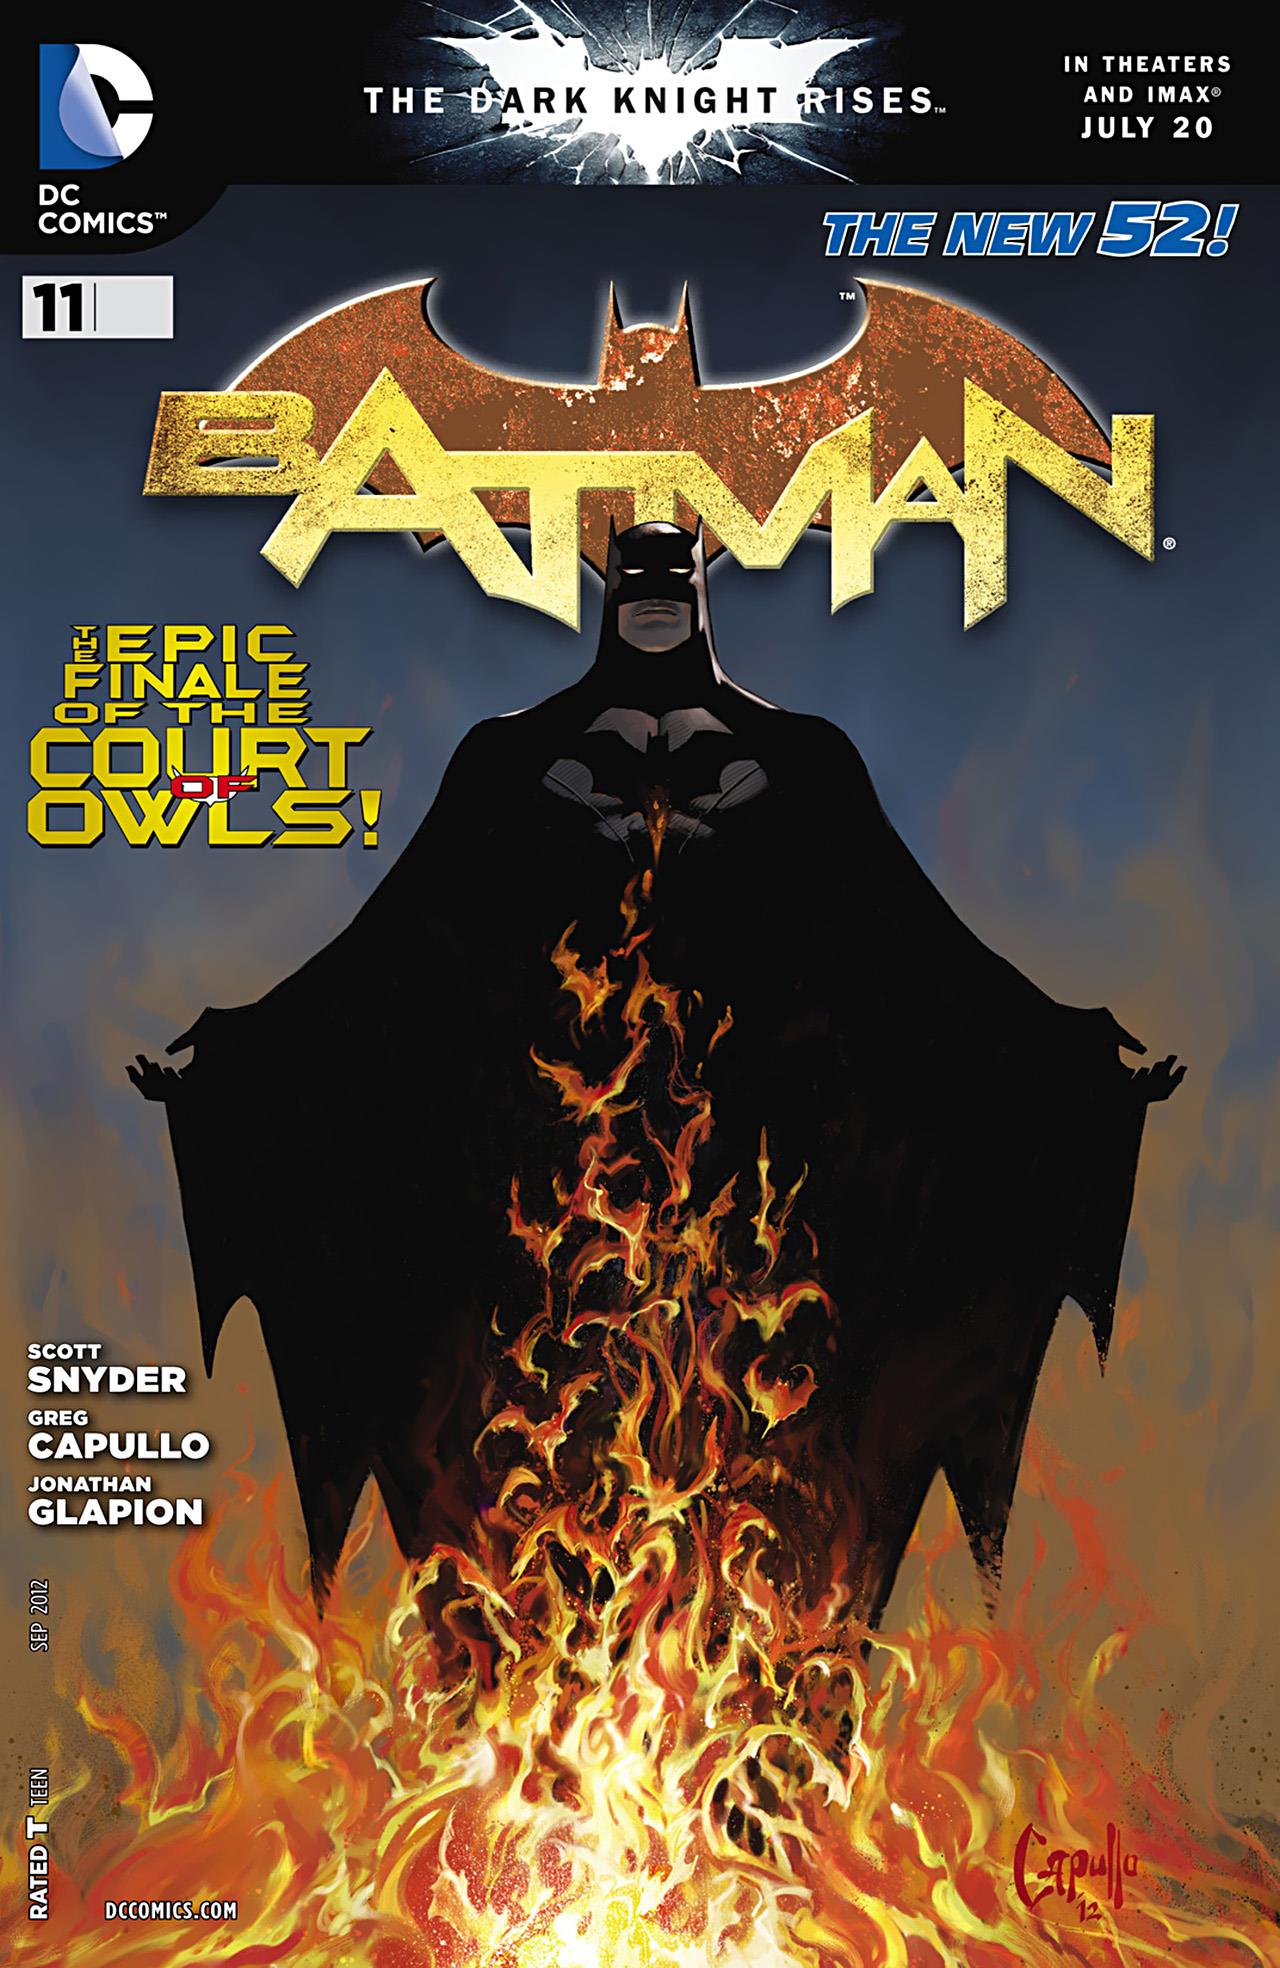 THE DARK KNIGHT RISES™
IN THEATERS
AND IMAX®
JULY 20
DC
COMICS™
THE NEW 52!
11
™
BATMAN®
THE EPIC
FINALE
OF THE
COURT
OF
OWLS!
SCOTT
SNYDER
GREG
CAPULLO
JONATHAN
GLAPION
SEP 2012
RATED T TEEN
DCCOMICS.COM
Capullo
'12